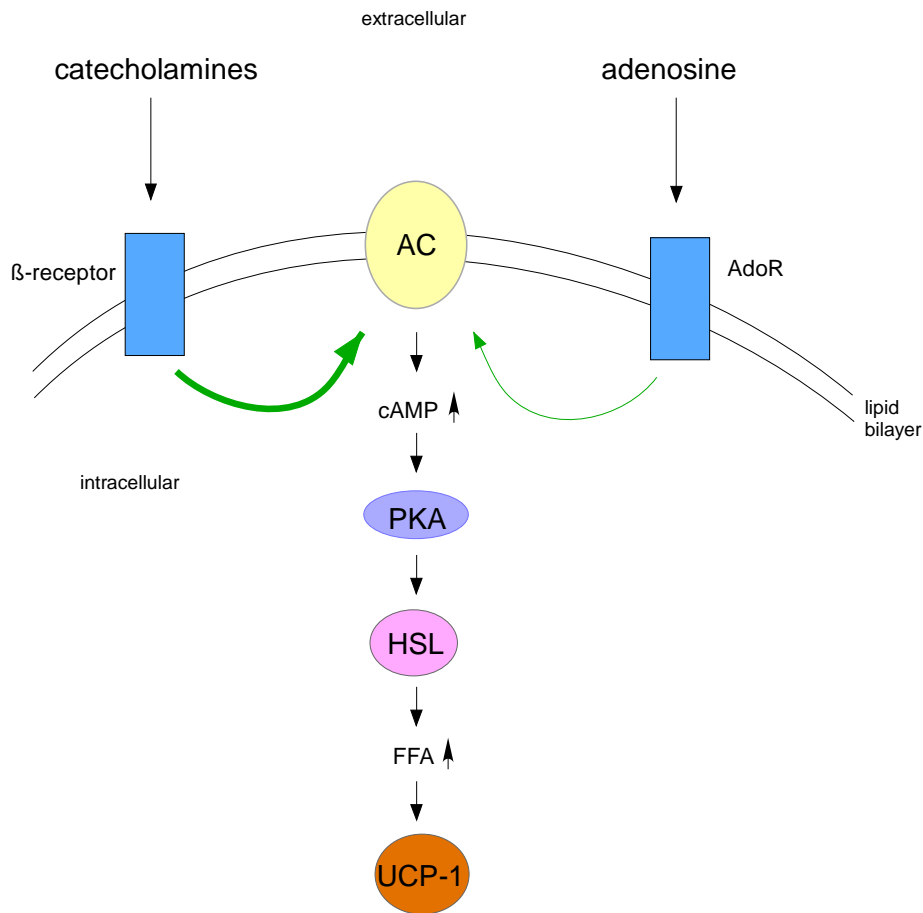 extracellular
catecholamines
adenosine
AC
ß-receptor
AdoR
cAMP
lipid
bilayer
intracellular
PKA
HSL
FFA
UCP-1